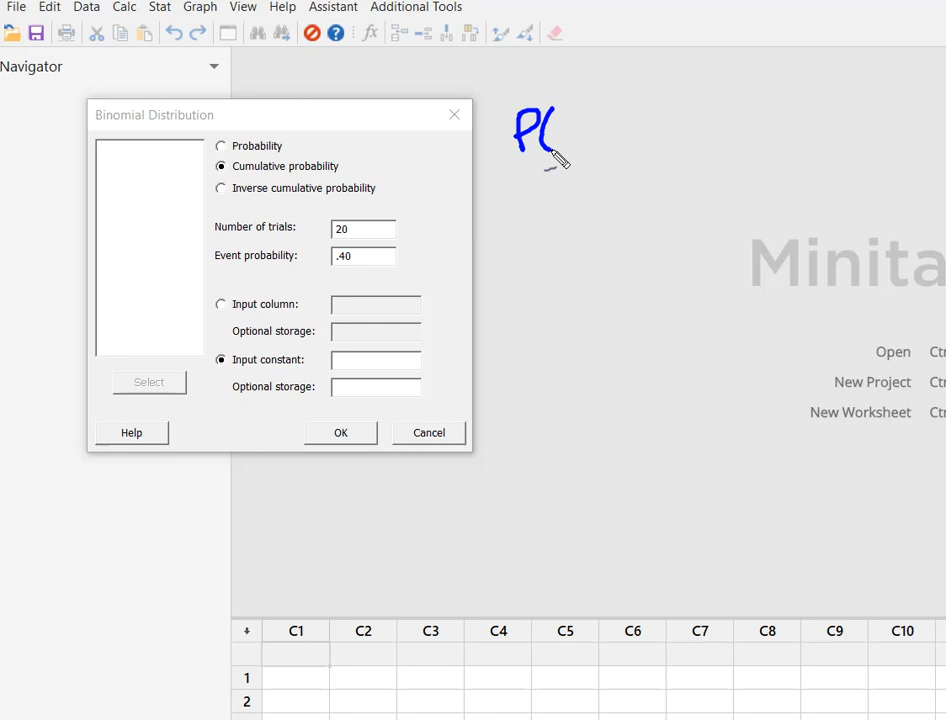 File Edit Data Calc Stat Graph View Help Assistant Additional Tools
fx
Navigator
Binomial Distribution
P(
Probability
Cumulative probability
Inverse cumulative probability
Number of trials: 20
Event probability: .40
Input column:
Optional storage:
Input constant:
Optional storage:
Select
Help OK Cancel
Minita
Open Ctr
New Project Ctr
New Worksheet Ctr
C1 C2 C3 C4 C5 C6 C7 C8 C9 C10
1
2